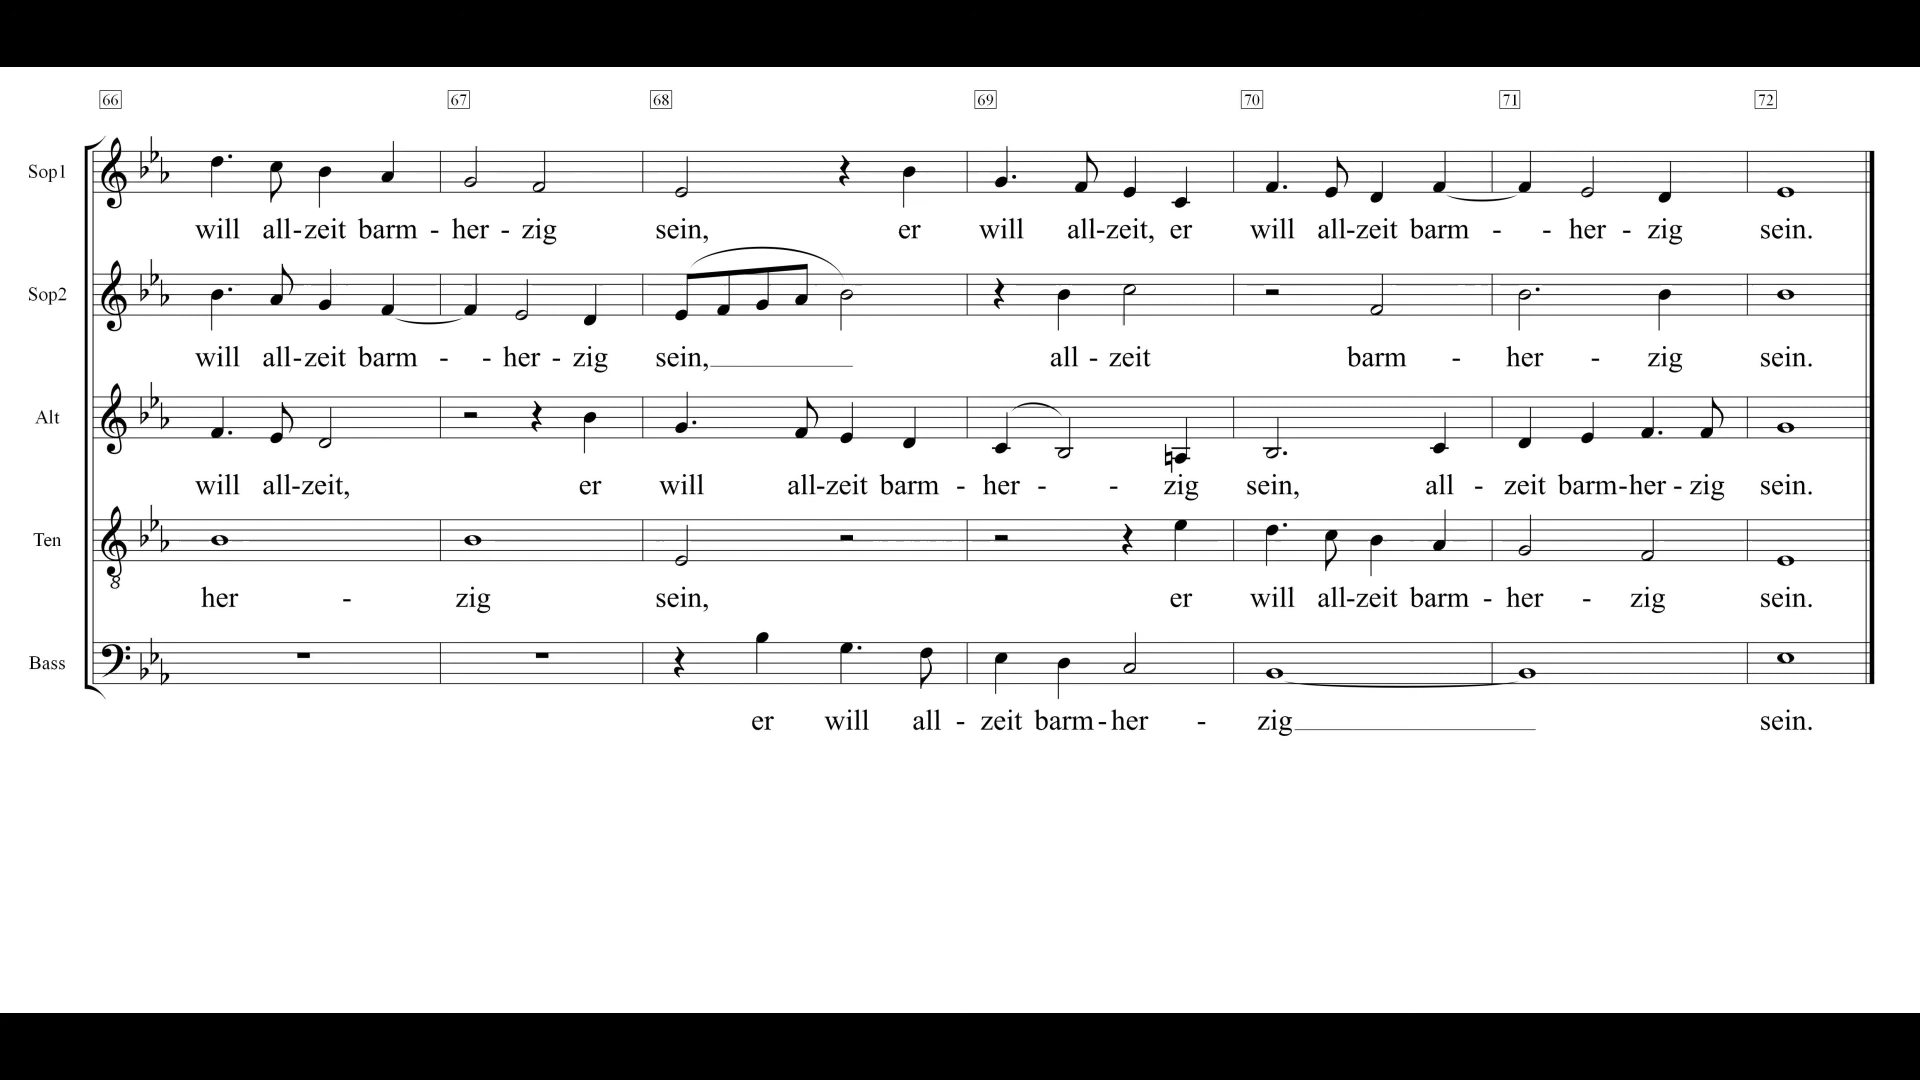 66 67 68 69 70 71 72
Sop1
will all-zeit barm - her - zig sein, er will all-zeit, er will all-zeit barm - - her - zig sein.
Sop2
will all-zeit barm - - her - zig sein, all - zeit barm - her - zig sein.
Alt
will all-zeit, er will all-zeit barm - her - - zig sein, all - zeit barm-her - zig sein.
Ten
8
her - zig sein, er will all-zeit barm - her - zig sein.
Bass
er will all - zeit barm-her - zig sein.